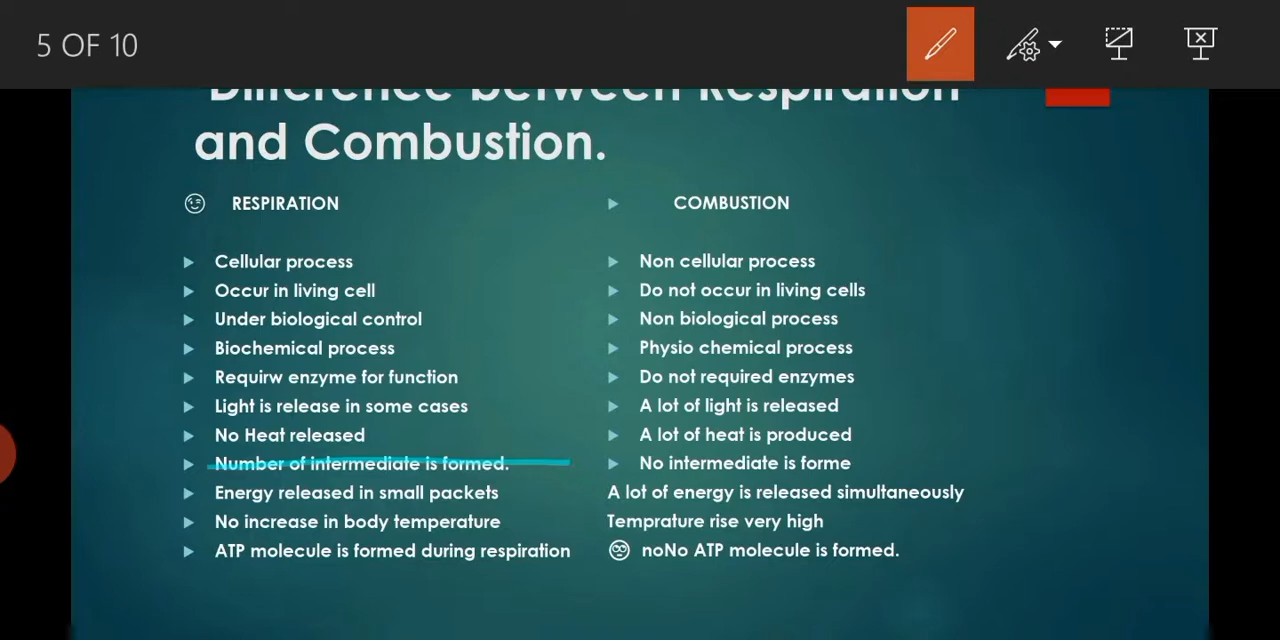 5 OF 10
Difference between Respiration
and Combustion.
RESPIRATION
Cellular process
Occur in living cell
Under biological control
Biochemical process
Requirw enzyme for function
Light is release in some cases
No Heat released
Number of intermediate is formed.
Energy released in small packets
No increase in body temperature
ATP molecule is formed during respiration
COMBUSTION
Non cellular process
Do not occur in living cells
Non biological process
Physio chemical process
Do not required enzymes
A lot of light is released
A lot of heat is produced
No intermediate is forme
A lot of energy is released simultaneously
Temprature rise very high
noNo ATP molecule is formed.